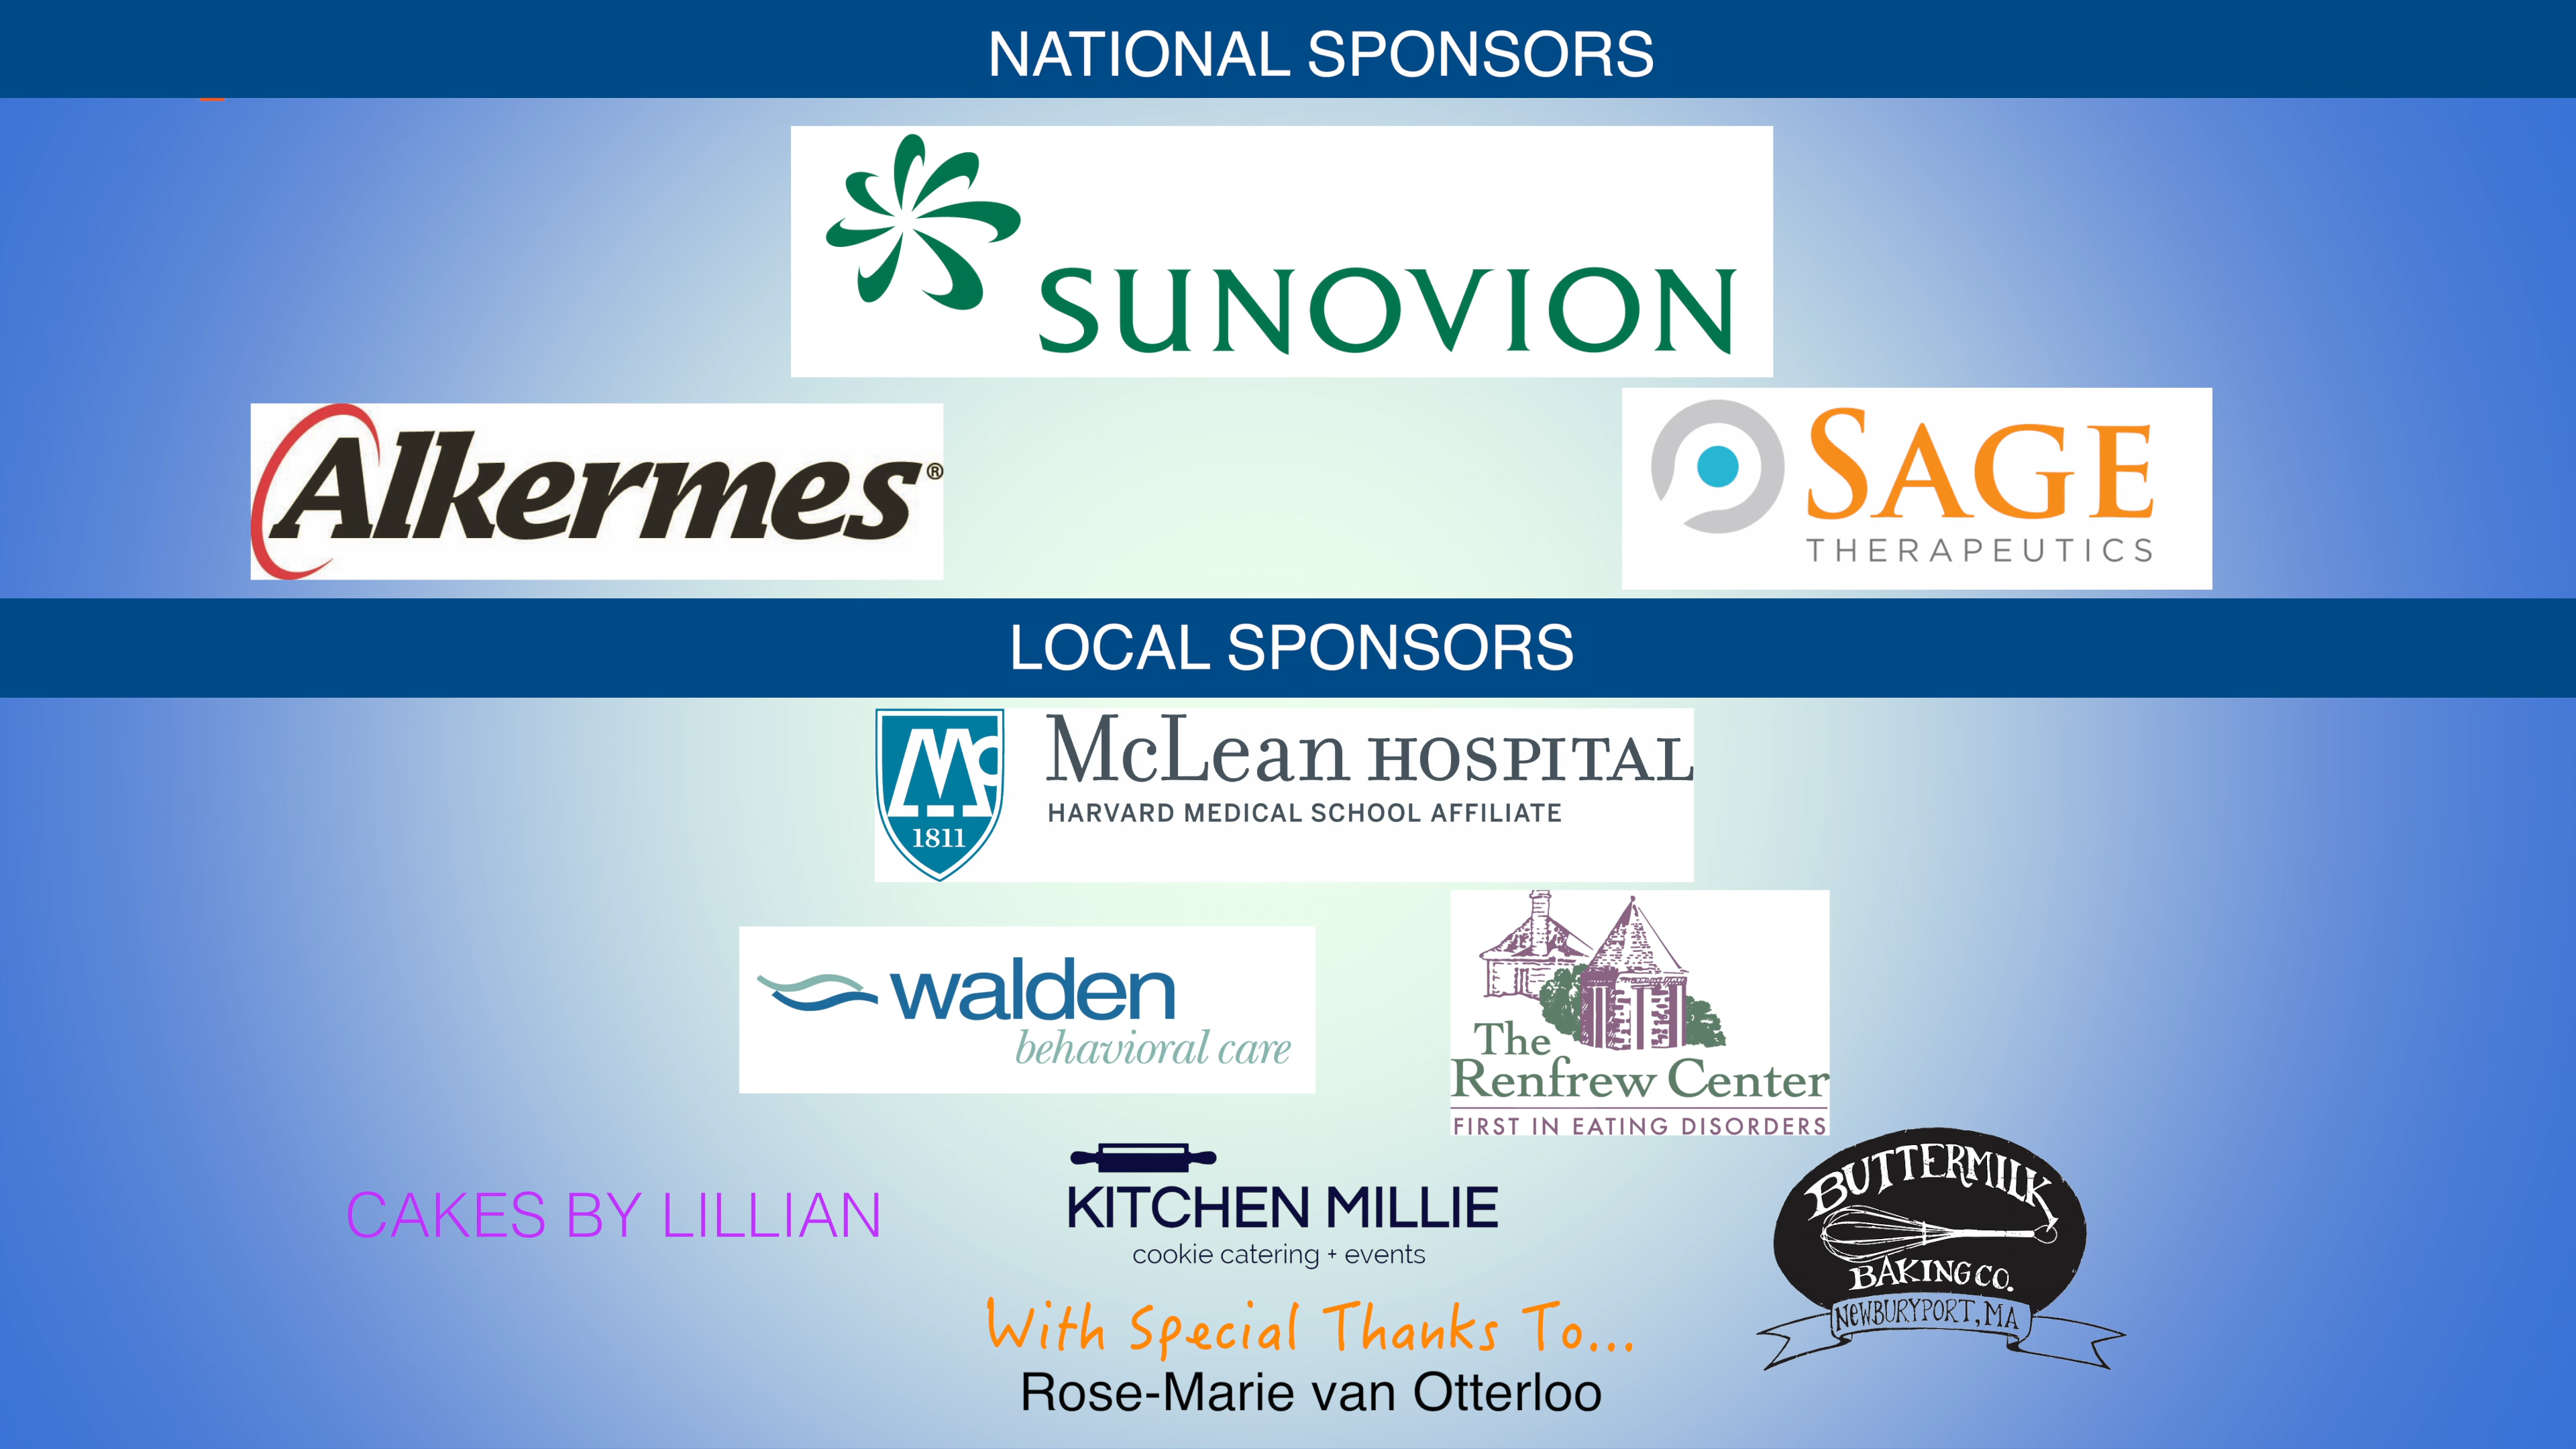 NATIONAL SPONSORS
SUNOVION
Alkermes®
SAGE
THERAPEUTICS
LOCAL SPONSORS
Mc
1811
McLean HOSPITAL
HARVARD MEDICAL SCHOOL AFFILIATE
walden
behavioral care
The
Renfrew Center
FIRST IN EATING DISORDERS
CAKES BY LILLIAN
KITCHEN MILLIE
cookie catering + events
BUTTERMILK
BAKING CO.
NEWBURYPORT, MA
With Special Thanks To...
Rose-Marie van Otterloo